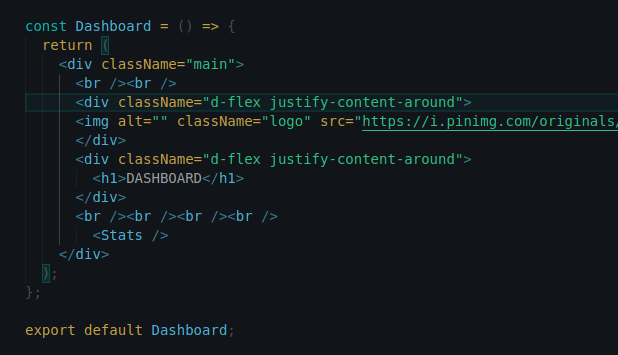 const Dashboard = () => {
return (
<div className="main">
<br /><br />
<div className="d-flex justify-content-around">
<img alt="" className="logo" src="https://i.pinimg.com/originals/
</div>
<div className="d-flex justify-content-around">
<h1>DASHBOARD</h1>
</div>
<br /><br /><br /><br />
<Stats />
</div>
);
};
export default Dashboard;